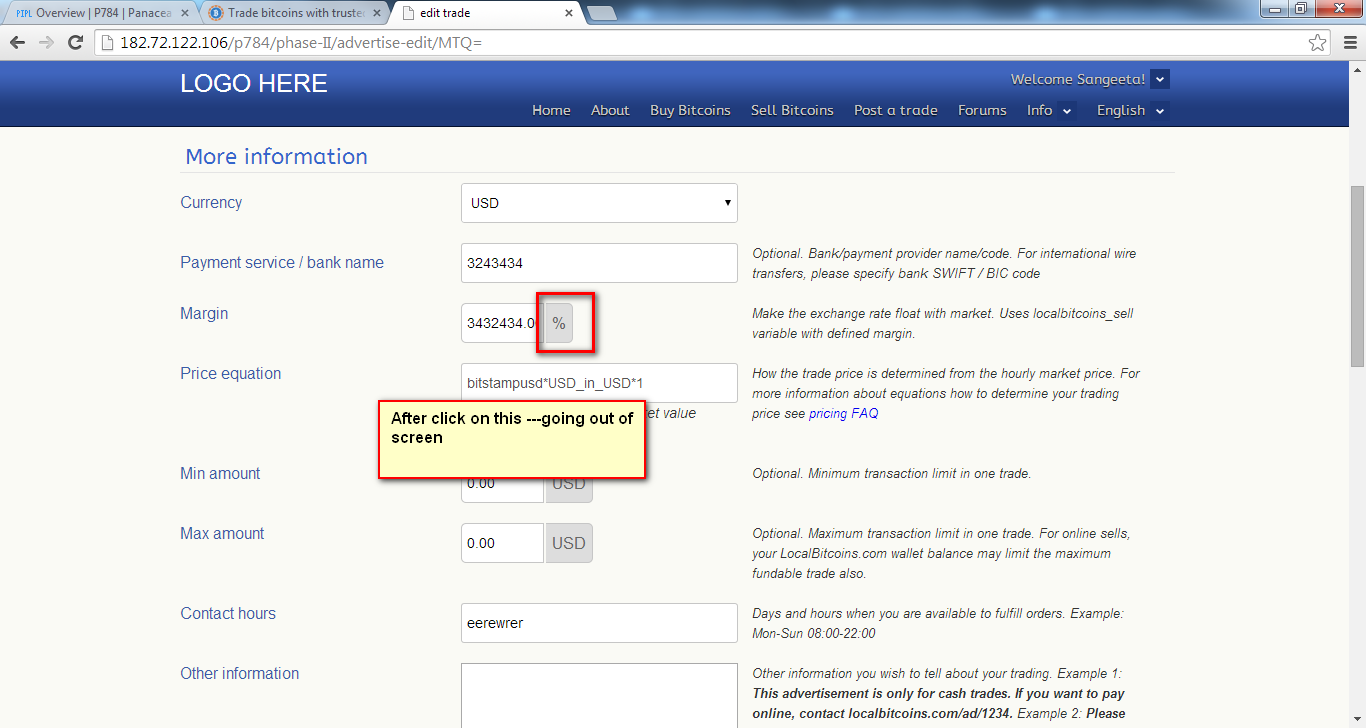 PIPL Overview | P784 | Panacea
Trade bitcoins with truste
edit trade
182.72.122.106/p784/phase-II/advertise-edit/MTQ=
LOGO HERE
Welcome Sangeeta!
Home About Buy Bitcoins Sell Bitcoins Post a trade Forums Info English
More information
Currency
USD
Payment service / bank name
3243434
Optional. Bank/payment provider name/code. For international wire
transfers, please specify bank SWIFT / BIC code
Margin
3432434.0
%
Make the exchange rate float with market. Uses localbitcoins_sell
variable with defined margin.
Price equation
bitstampusd*USD_in_USD*1
How the trade price is determined from the hourly market price. For
more information about equations how to determine your trading
price see pricing FAQ
value
After click on this ---going out of
screen
Min amount
0.00 USD
Optional. Minimum transaction limit in one trade.
Max amount
0.00 USD
Optional. Maximum transaction limit in one trade. For online sells,
your LocalBitcoins.com wallet balance may limit the maximum
fundable trade also.
Contact hours
eerewrer
Days and hours when you are available to fulfill orders. Example:
Mon-Sun 08:00-22:00
Other information
Other information you wish to tell about your trading. Example 1:
This advertisement is only for cash trades. If you want to pay
online, contact localbitcoins.com/ad/1234. Example 2: Please